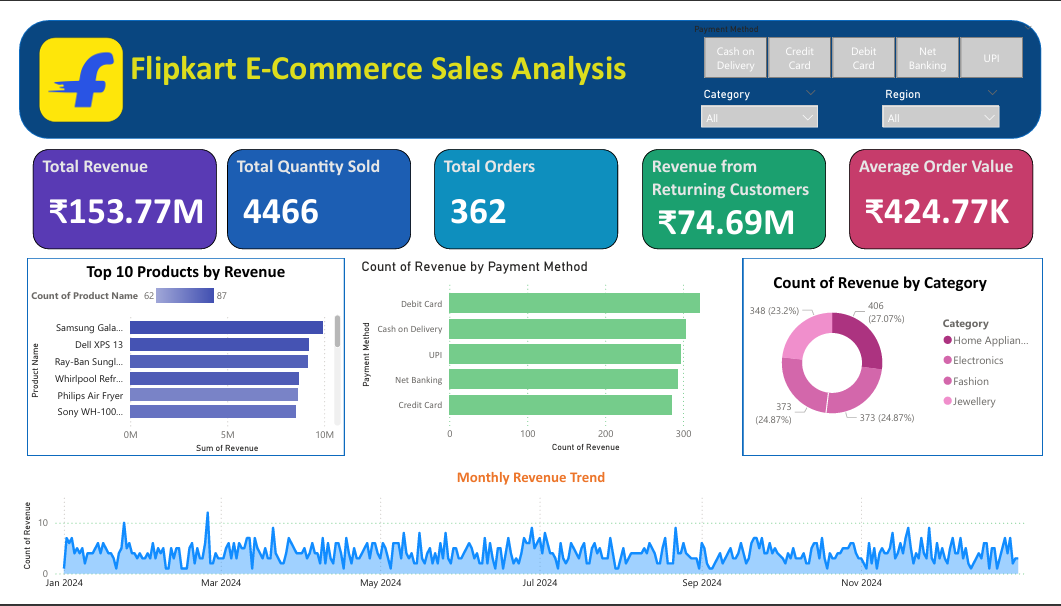 Payment Method
Flipkart E-Commerce Sales Analysis
Cash on
Delivery
Credit
Card
Debit
Card
Net
Banking
UPI
Category
Region
All
All
Total Revenue
₹153.77M
Total Quantity Sold
4466
Total Orders
362
Revenue from
Returning Customers
₹74.69M
Average Order Value
₹424.77K
Top 10 Products by Revenue
Count of Product Name 62 87
Product Name
Samsung Gala...
Dell XPS 13
Ray-Ban Sungl...
Whirlpool Refr...
Philips Air Fryer
Sony WH-100...
0M 5M 10M
Sum of Revenue
Count of Revenue by Payment Method
Payment Method
Debit Card
Cash on Delivery
UPI
Net Banking
Credit Card
0 100 200 300
Count of Revenue
Count of Revenue by Category
348 (23.2%)
406
(27.07%)
373
(24.87%)
373 (24.87%)
Category
Home Applian...
Electronics
Fashion
Jewellery
Monthly Revenue Trend
Count of Revenue
10
0
Jan 2024 Mar 2024 May 2024 Jul 2024 Sep 2024 Nov 2024